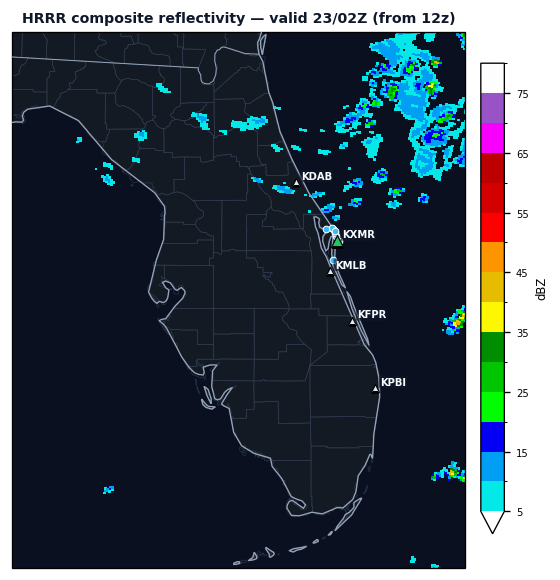 HRRR composite reflectivity — valid 23/02Z (from 12z)
75
65
55
45
35
25
15
5
dBZ
KDAB
KXMR
KMLB
KFPR
KPBI